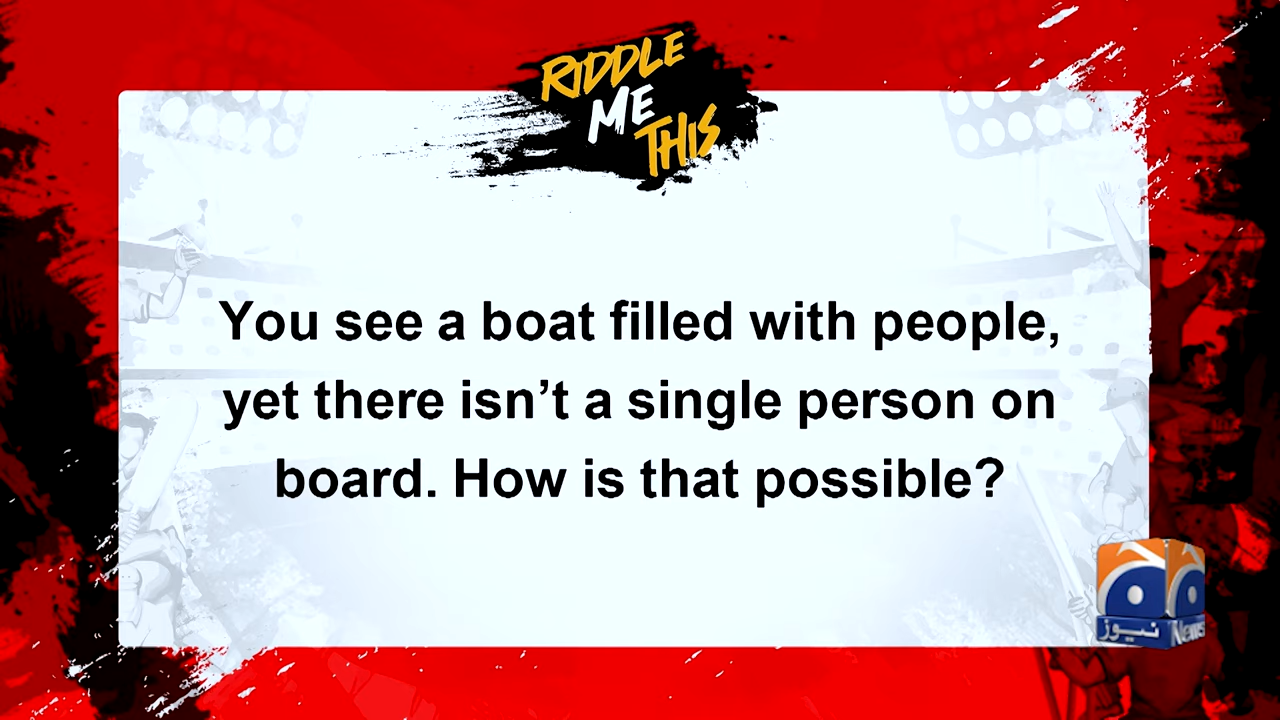 RIDDLE
ME
THIS
You see a boat filled with people,
yet there isn’t a single person on
board. How is that possible?
نیوز News